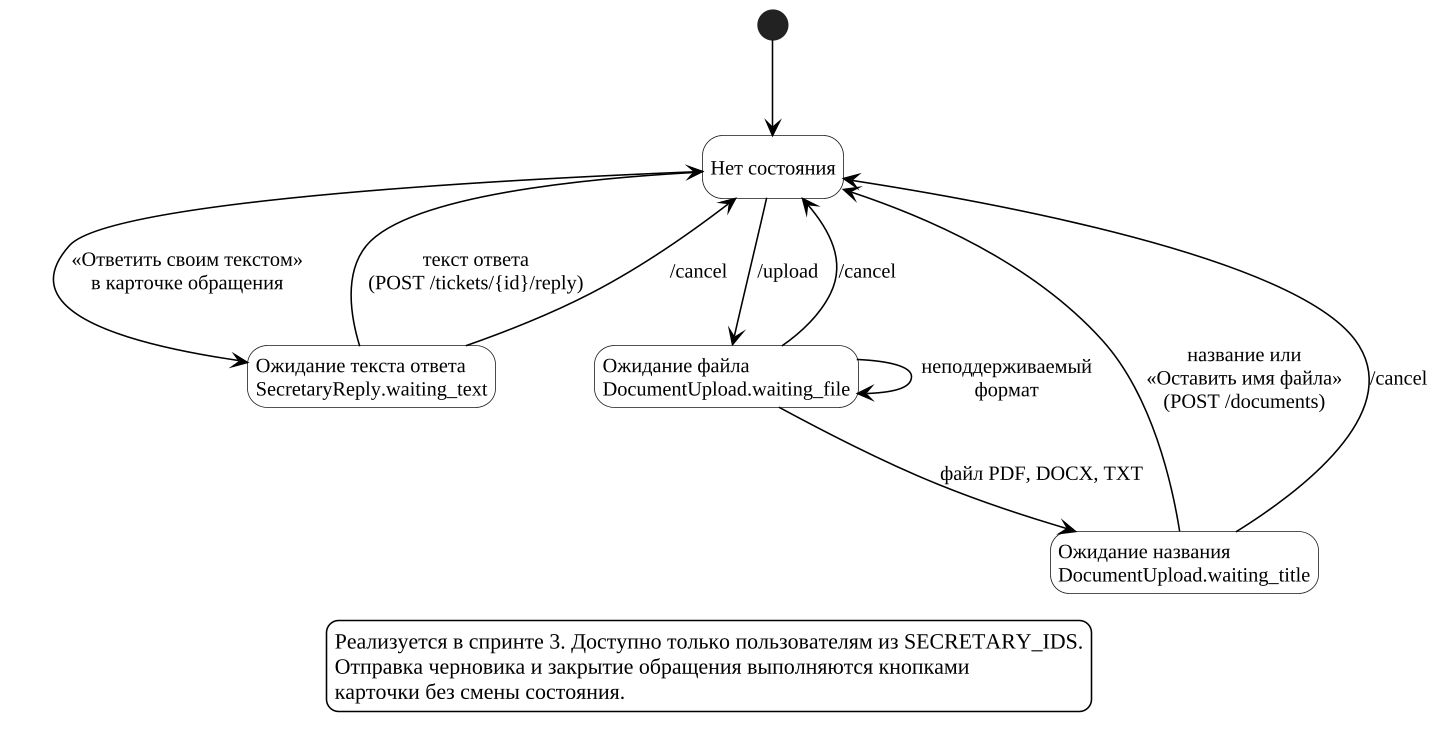 Нет состояния
«Ответить своим текстом»
в карточке обращения
текст ответа
(POST /tickets/{id}/reply)
/cancel
/upload
/cancel
Ожидание текста ответа
SecretaryReply.waiting_text
Ожидание файла
DocumentUpload.waiting_file
неподдерживаемый
формат
название или
«Оставить имя файла»
(POST /documents)
/cancel
файл PDF, DOCX, TXT
Ожидание названия
DocumentUpload.waiting_title
Реализуется в спринте 3. Доступно только пользователям из SECRETARY_IDS.
Отправка черновика и закрытие обращения выполняются кнопками
карточки без смены состояния.